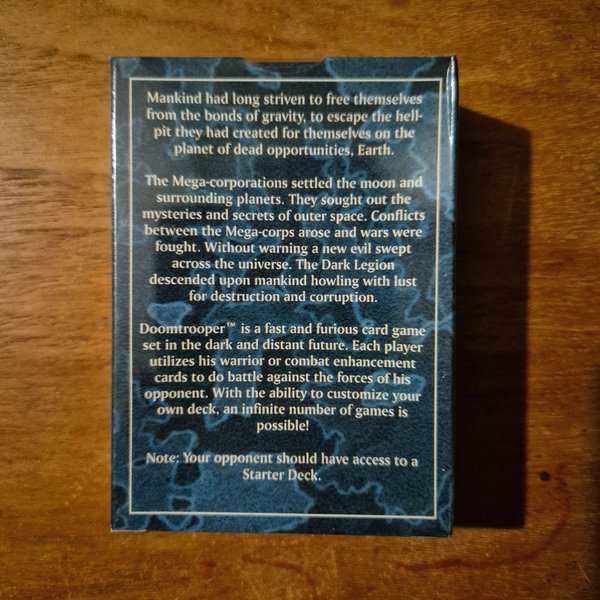 Mankind had long striven to free themselves
from the bonds of gravity, to escape the hell-
pit they had created for themselves on the
planet of dead opportunities, Earth.
The Mega-corporations settled the moon and
surrounding planets. They sought out the
mysteries and secrets of outer space. Conflicts
between the Mega-corps arose and wars were
fought. Without warning a new evil swept
across the universe. The Dark Legion
descended upon mankind howling with lust
for destruction and corruption.
Doomtrooper™ is a fast and furious card game
set in the dark and distant future. Each player
utilizes his warrior or combat enhancement
cards to do battle against the forces of his
opponent. With the ability to customize your
own deck, an infinite number of games is
possible!
Note: Your opponent should have access to a
Starter Deck.